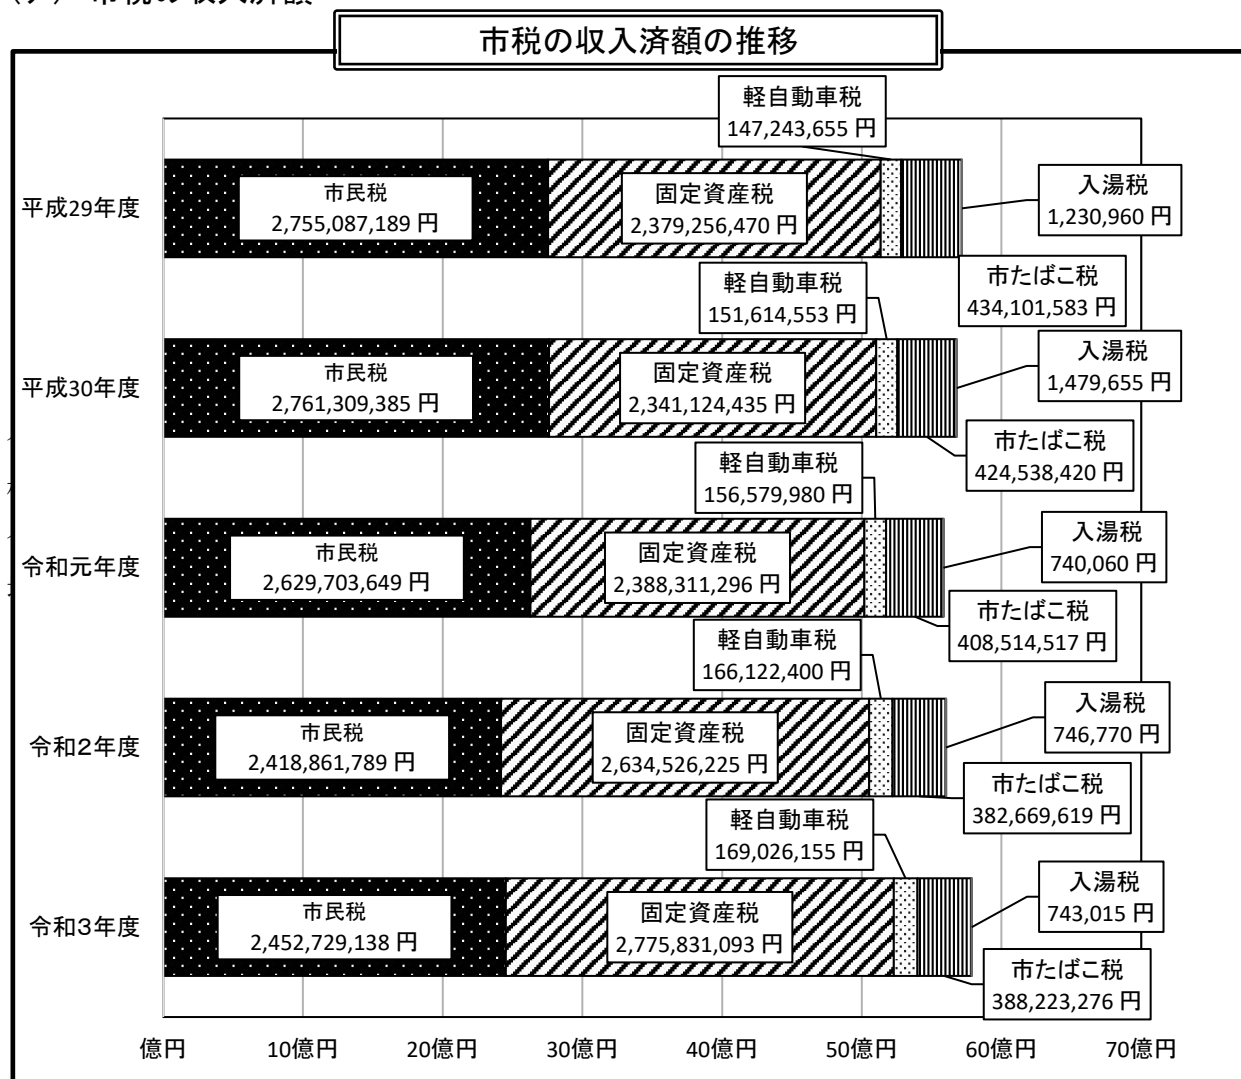 市税の収入済額の推移
軽自動車税
147,243,655 円
平成29年度
市民税
2,755,087,189 円
固定資産税
2,379,256,470 円
入湯税
1,230,960 円
市たばこ税
434,101,583 円
軽自動車税
151,614,553 円
平成30年度
市民税
2,761,309,385 円
固定資産税
2,341,124,435 円
入湯税
1,479,655 円
市たばこ税
424,538,420 円
軽自動車税
156,579,980 円
令和元年度
市民税
2,629,703,649 円
固定資産税
2,388,311,296 円
入湯税
740,060 円
市たばこ税
408,514,517 円
軽自動車税
166,122,400 円
令和２年度
市民税
2,418,861,789 円
固定資産税
2,634,526,225 円
入湯税
746,770 円
市たばこ税
382,669,619 円
軽自動車税
169,026,155 円
令和３年度
市民税
2,452,729,138 円
固定資産税
2,775,831,093 円
入湯税
743,015 円
市たばこ税
388,223,276 円
億円 10億円 20億円 30億円 40億円 50億円 60億円 70億円